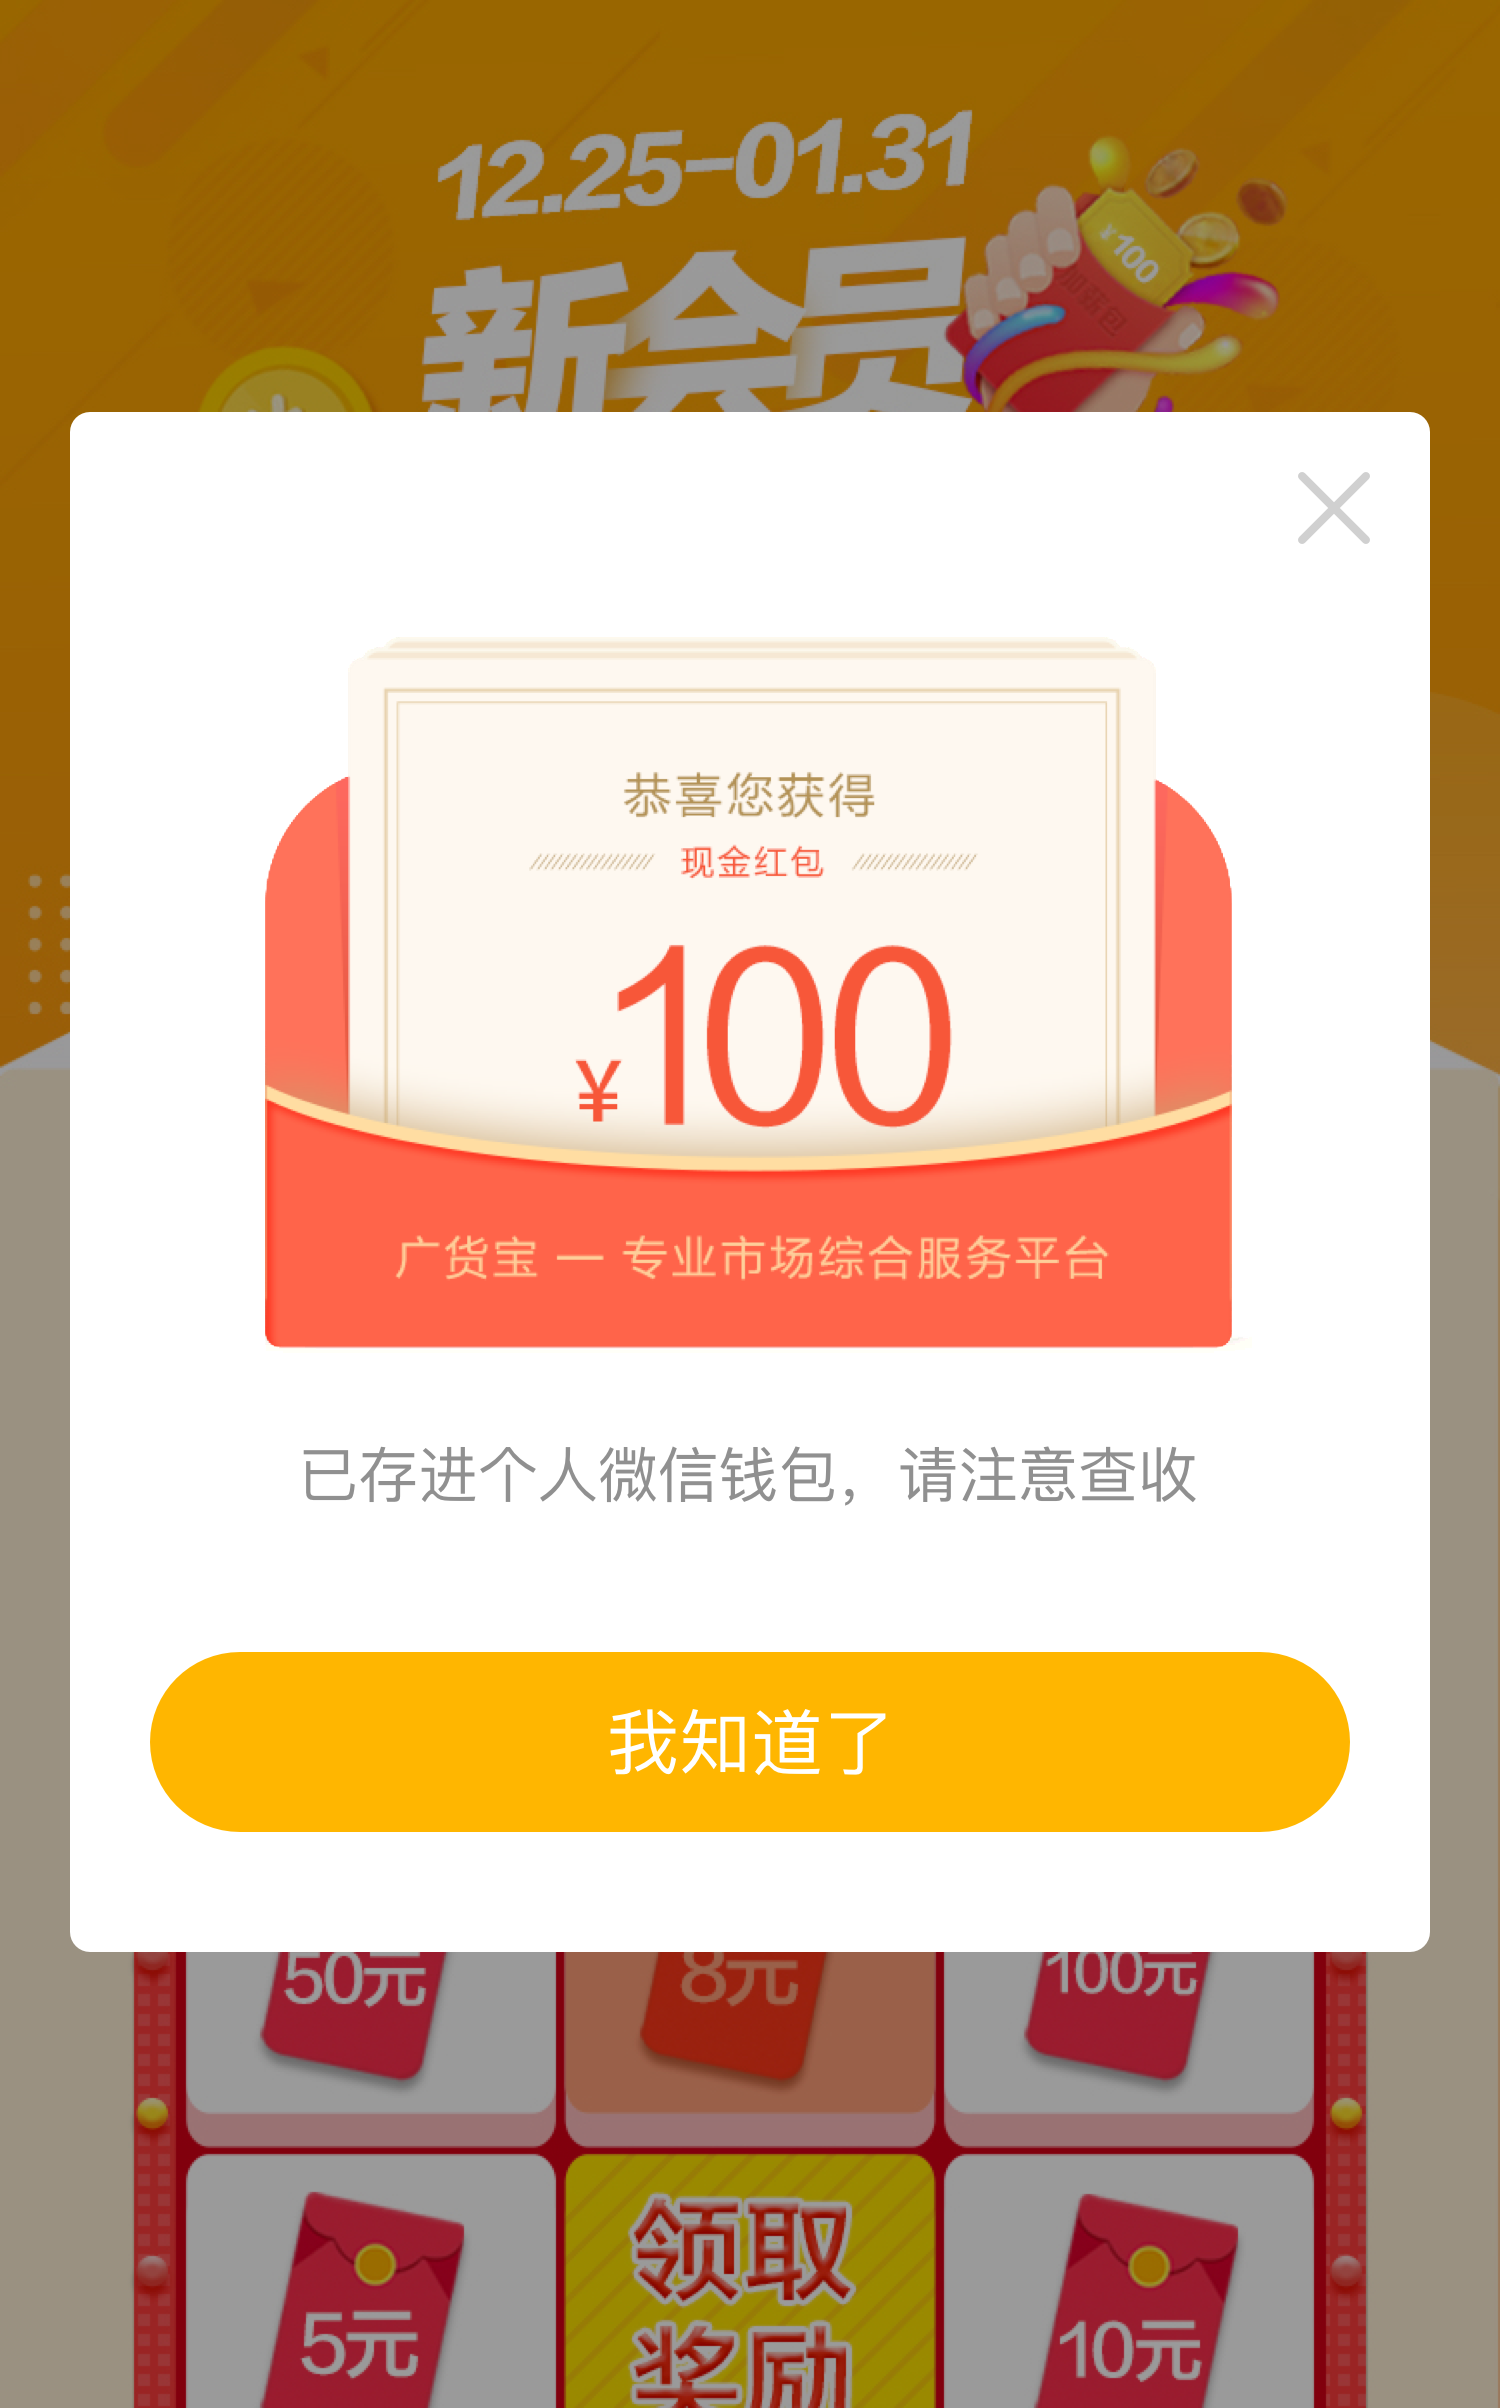 12.25-01.31
新会员
¥100
恭喜您获得
现金红包
¥100
广货宝 — 专业市场综合服务平台
已存进个人微信钱包，请注意查收
我知道了
50元
8元
100元
5元
领取
奖励
10元